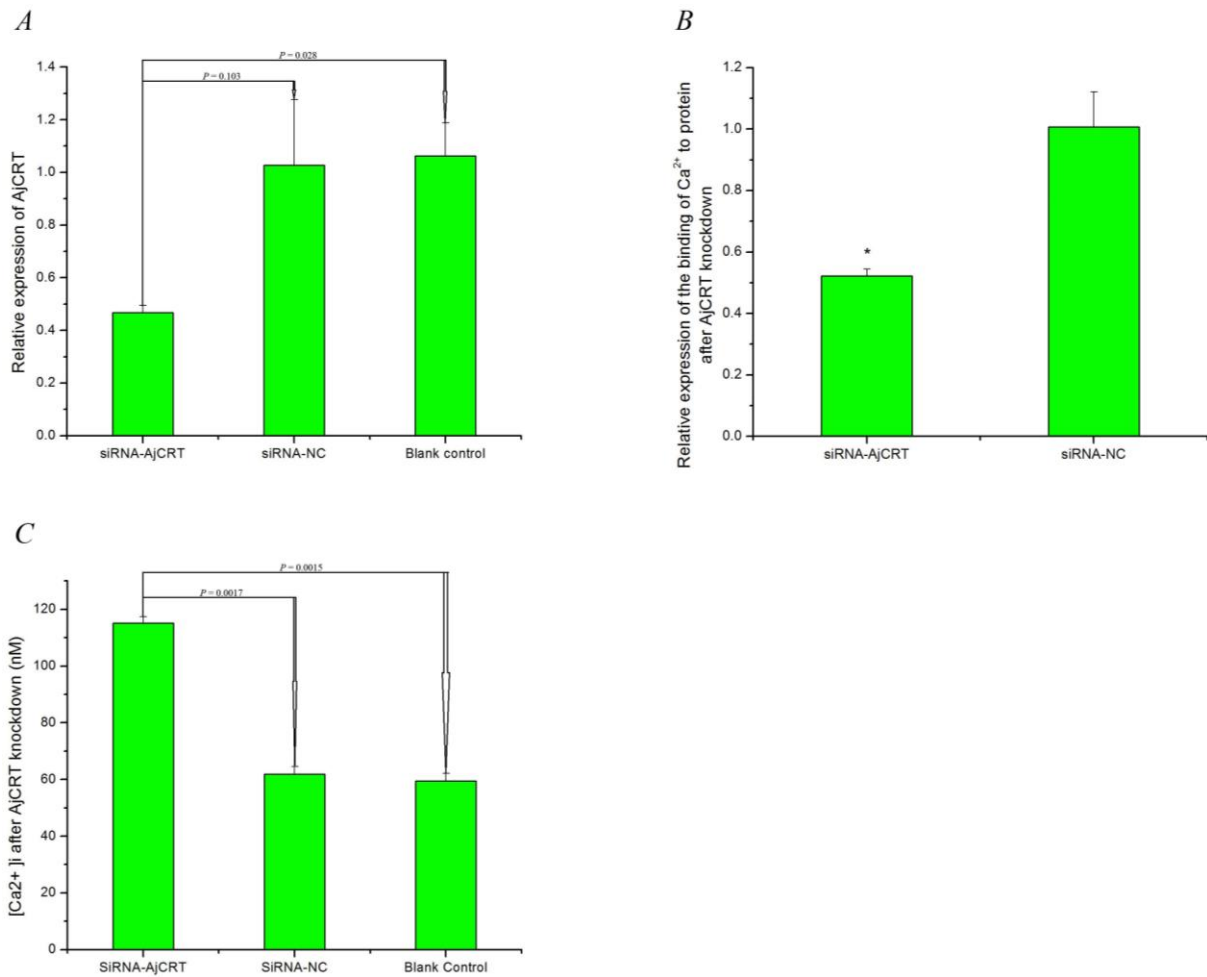 A
Relative expression of AjCRT
1.4
1.2
1.0
0.8
0.6
0.4
0.2
0.0
P = 0.028
P = 0.103
siRNA-AjCRT
siRNA-NC
Blank control
B
Relative expression of the binding of Ca²⁺ to protein
after AjCRT knockdown
1.2
1.0
0.8
0.6
0.4
0.2
0.0
*
siRNA-AjCRT
siRNA-NC
C
[Ca2+ ]i after AjCRT knockdown (nM)
120
100
80
60
40
20
0
P = 0.0015
P = 0.0017
SiRNA-AjCRT
SiRNA-NC
Blank Control